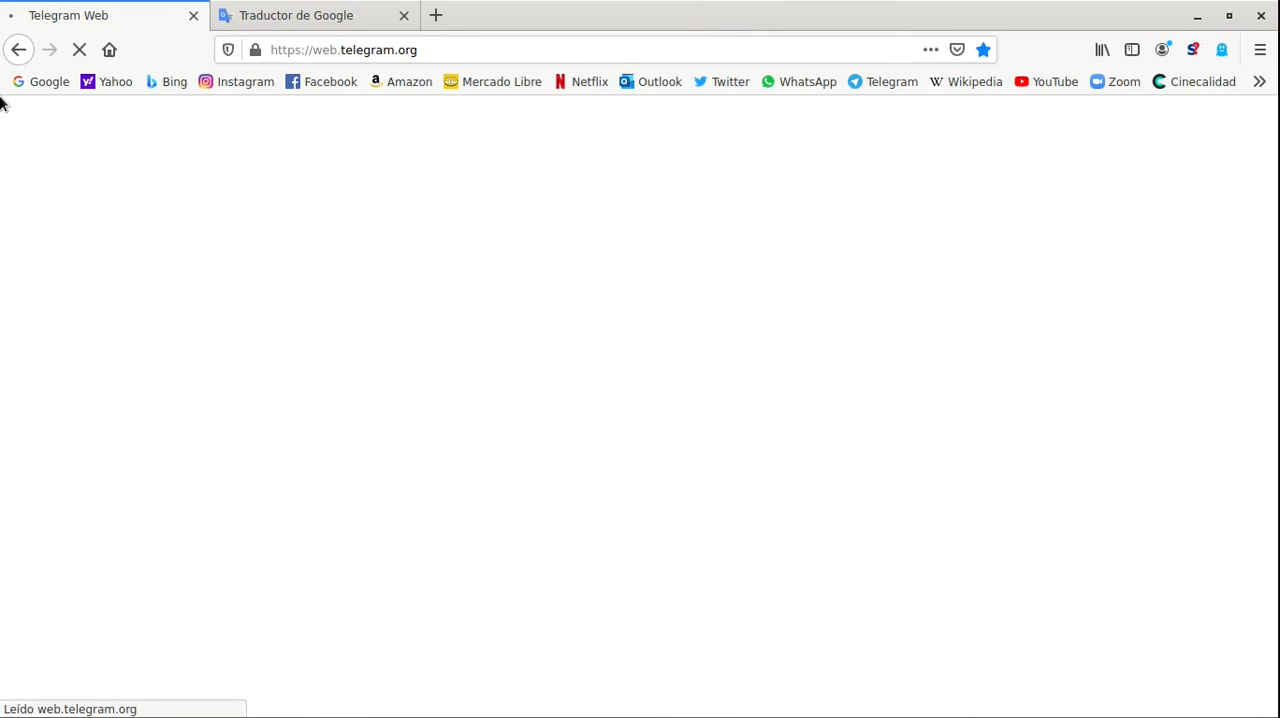 Telegram Web Traductor de Google
https://web.telegram.org
Google Yahoo Bing Instagram Facebook Amazon Mercado Libre Netflix Outlook Twitter WhatsApp Telegram Wikipedia YouTube Zoom Cinecalidad
Leído web.telegram.org